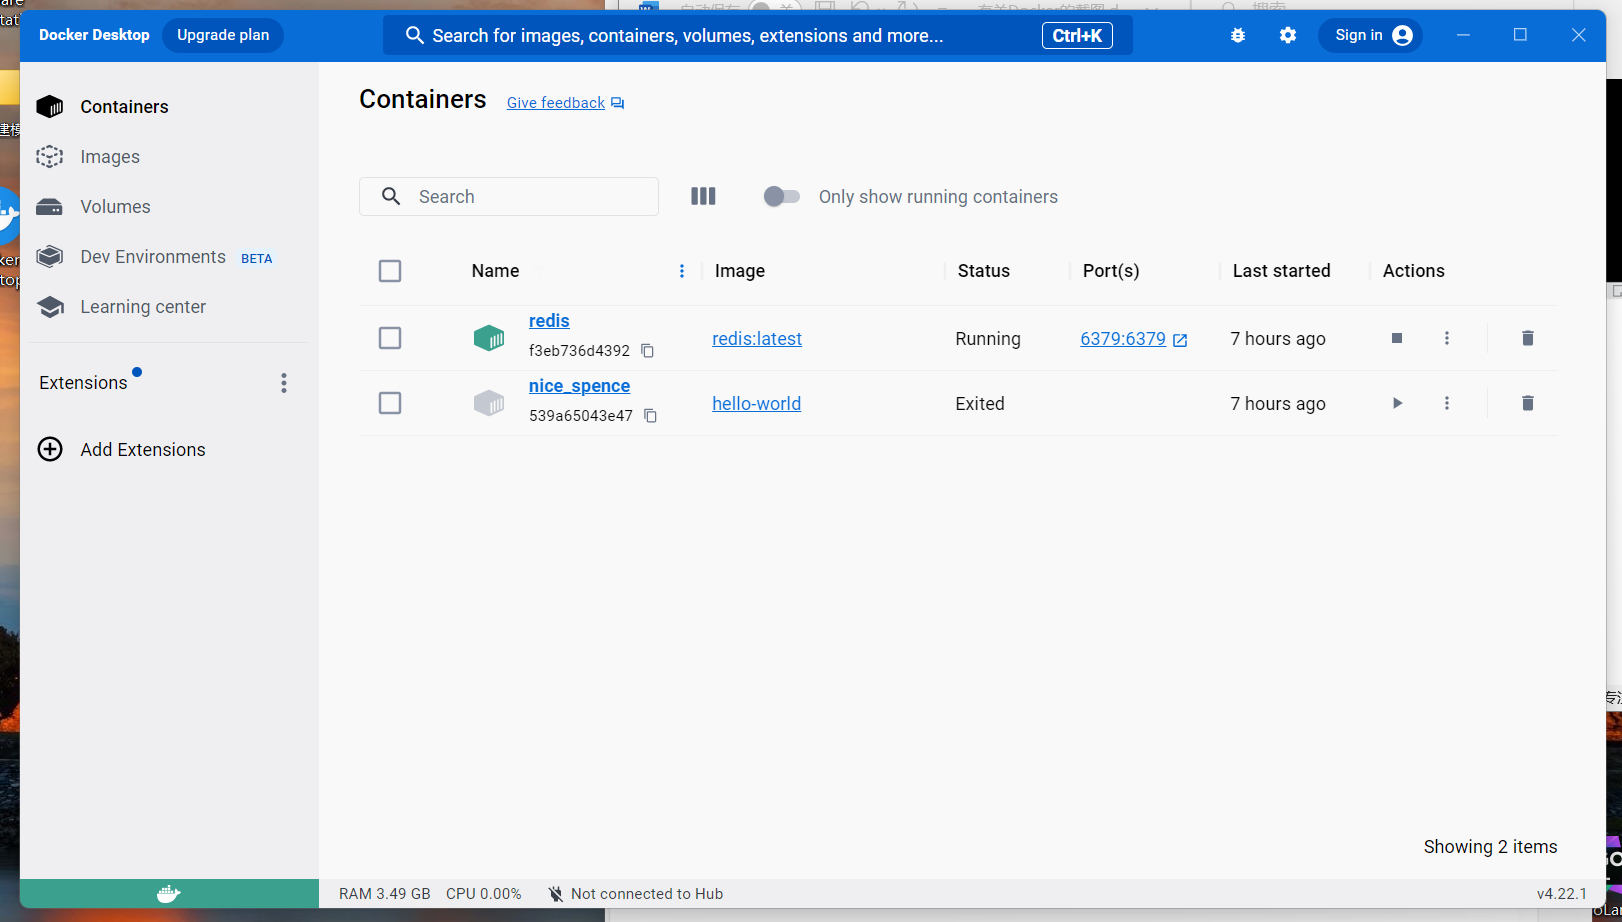 Docker Desktop
Upgrade plan
Search for images, containers, volumes, extensions and more...
Ctrl+K
Sign in
Containers
Images
Volumes
Dev Environments BETA
Learning center
Extensions
Add Extensions
Containers Give feedback
Search
Only show running containers
Name Image Status Port(s) Last started Actions
redis
f3eb736d4392
redis:latest Running 6379:6379 7 hours ago
nice_spence
539a65043e47
hello-world Exited 7 hours ago
Showing 2 items
RAM 3.49 GB CPU 0.00% Not connected to Hub
v4.22.1